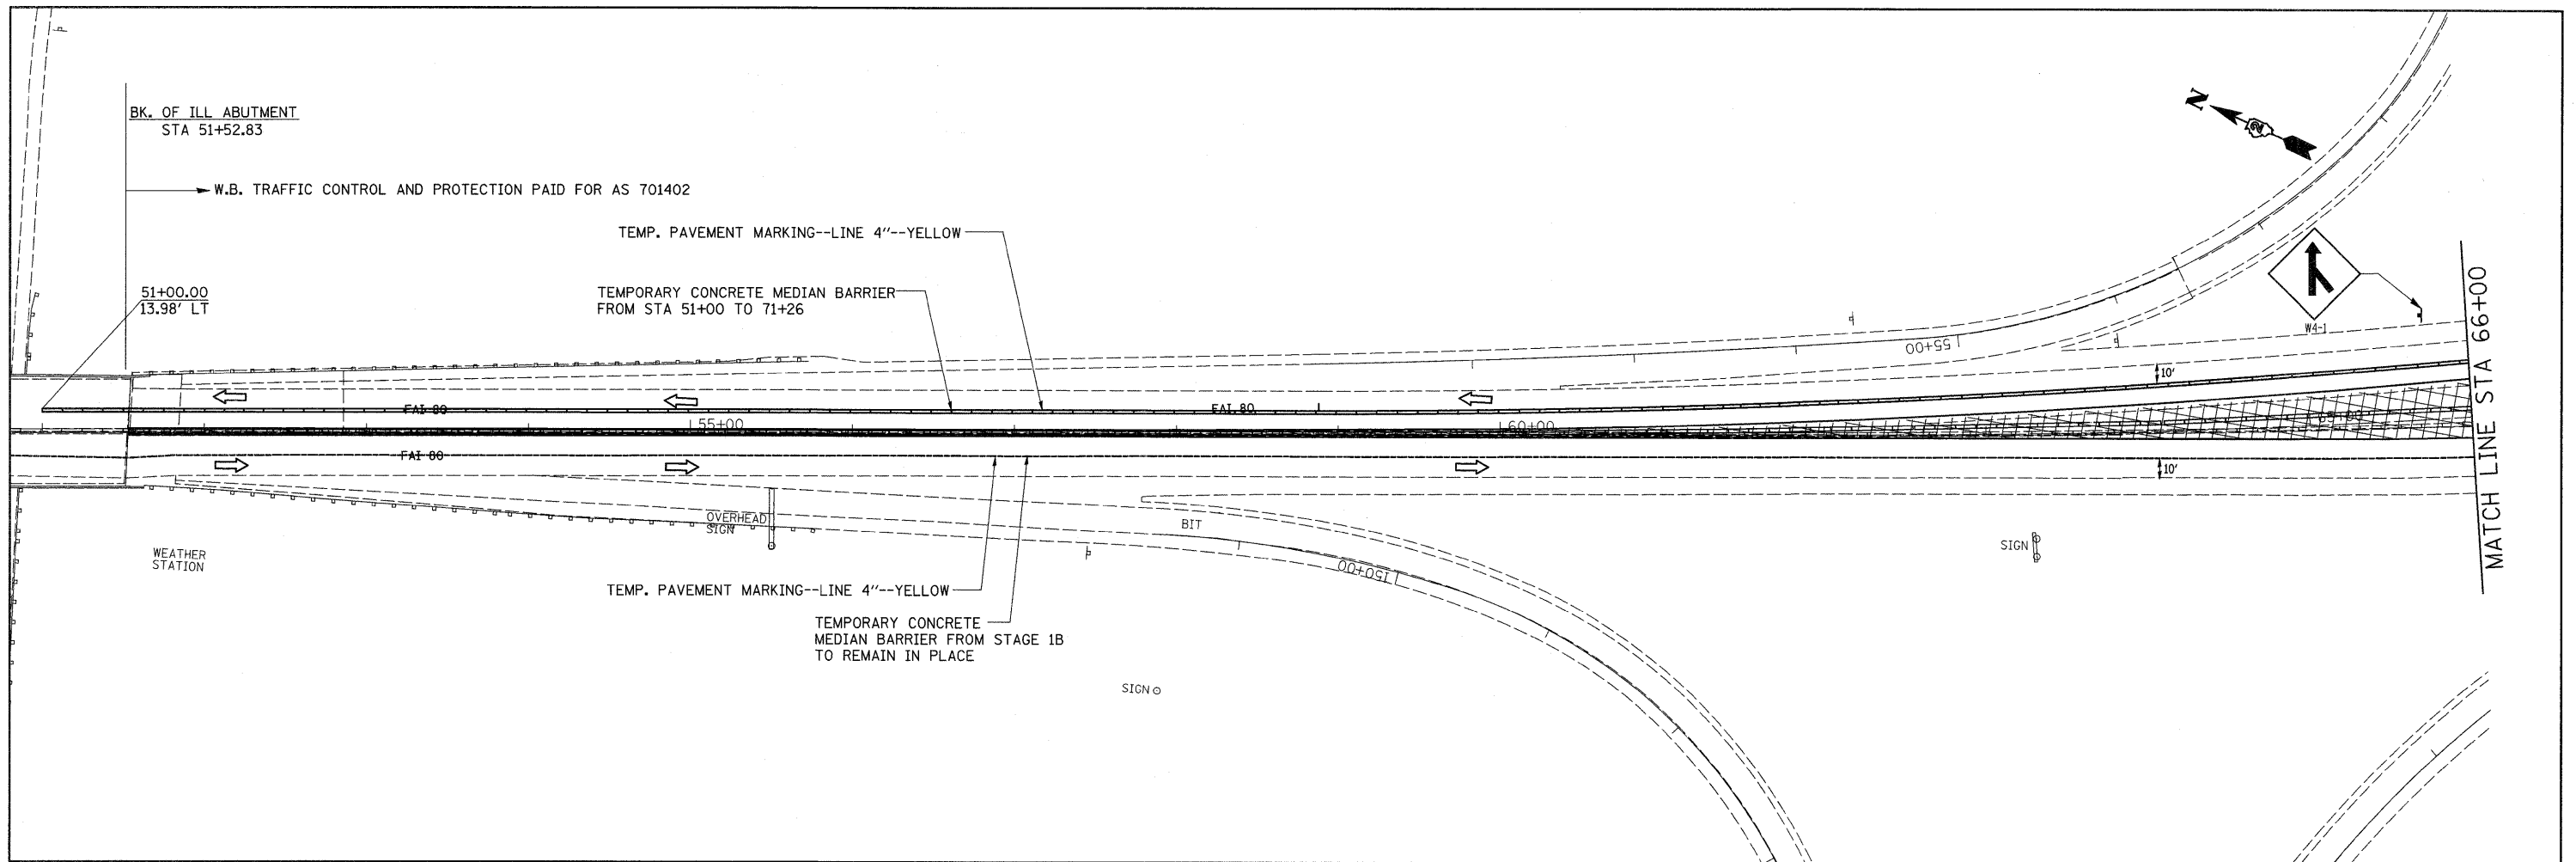 BK. OF ILL ABUTMENT
STA 51+52.83
W.B. TRAFFIC CONTROL AND PROTECTION PAID FOR AS 701402
N
2
TEMP. PAVEMENT MARKING--LINE 4"--YELLOW
51+00.00
13.98' LT
TEMPORARY CONCRETE MEDIAN BARRIER
FROM STA 51+00 TO 71+26
W4-1
55+00
10'
FAI 80
FAI 80
55+00
60+00
FAI 80
10'
MATCH LINE STA 66+00
OVERHEAD
SIGN
BIT
WEATHER
STATION
SIGN
150+00
TEMP. PAVEMENT MARKING--LINE 4"--YELLOW
TEMPORARY CONCRETE
MEDIAN BARRIER FROM STAGE 1B
TO REMAIN IN PLACE
SIGN